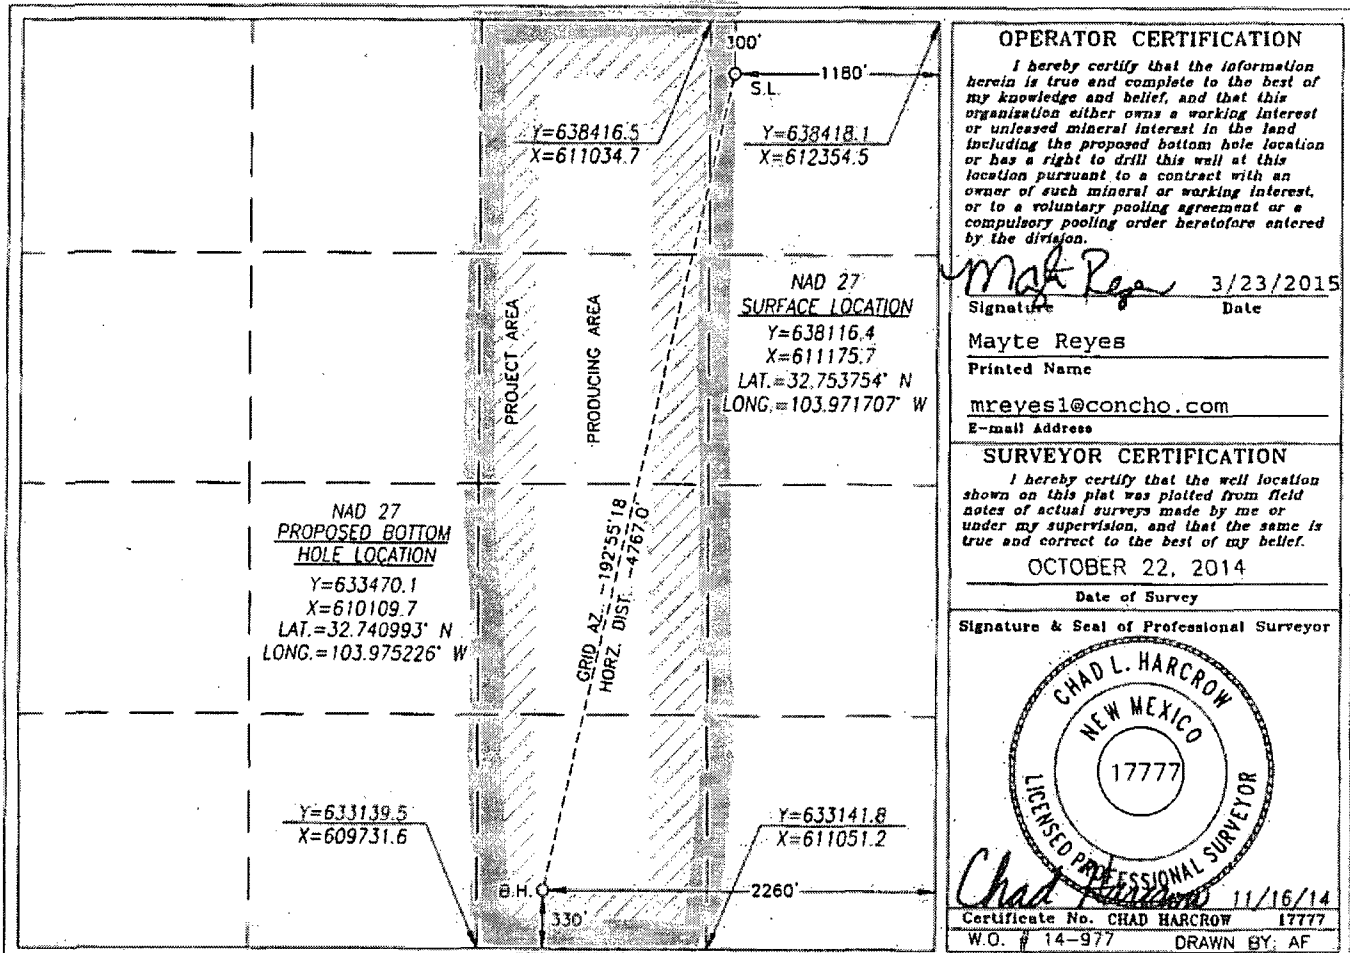 300'
1180'
S.L.
Y=638416.5
X=611034.7
Y=638418.1
X=612354.5
NAD 27
SURFACE LOCATION
Y=638116.4
X=611175.7
LAT.=32.753754° N
LONG.=103.971707° W
PROJECT AREA
PRODUCING AREA
GRID AZ. -192°55'18
HORZ. DIST. -4767.0'
NAD 27
PROPOSED BOTTOM
HOLE LOCATION
Y=633470.1
X=610109.7
LAT.=32.740993° N
LONG.=103.975226° W
Y=633139.5
X=609731.6
Y=633141.8
X=611051.2
B.H.
2260'
330'
OPERATOR CERTIFICATION
I hereby certify that the information
herein is true and complete to the best of
my knowledge and belief, and that this
organization either owns a working interest
or unleased mineral interest in the land
including the proposed bottom hole location
or has a right to drill this well at this
location pursuant to a contract with an
owner of such mineral or working interest,
or to a voluntary pooling agreement or a
compulsory pooling order heretofore entered
by the division.
3/23/2015
Signature Date
Mayte Reyes
Printed Name
mreyes1@concho.com
E-mail Address
SURVEYOR CERTIFICATION
I hereby certify that the well location
shown on this plat was plotted from field
notes of actual surveys made by me or
under my supervision, and that the same is
true and correct to the best of my belief.
OCTOBER 22, 2014
Date of Survey
Signature & Seal of Professional Surveyor
CHAD L. HARCROW
NEW MEXICO
17777
LICENSED PROFESSIONAL SURVEYOR
Chad Harcrow 11/16/14
Certificate No. CHAD HARCROW 17777
W.O. # 14-977 DRAWN BY: AF